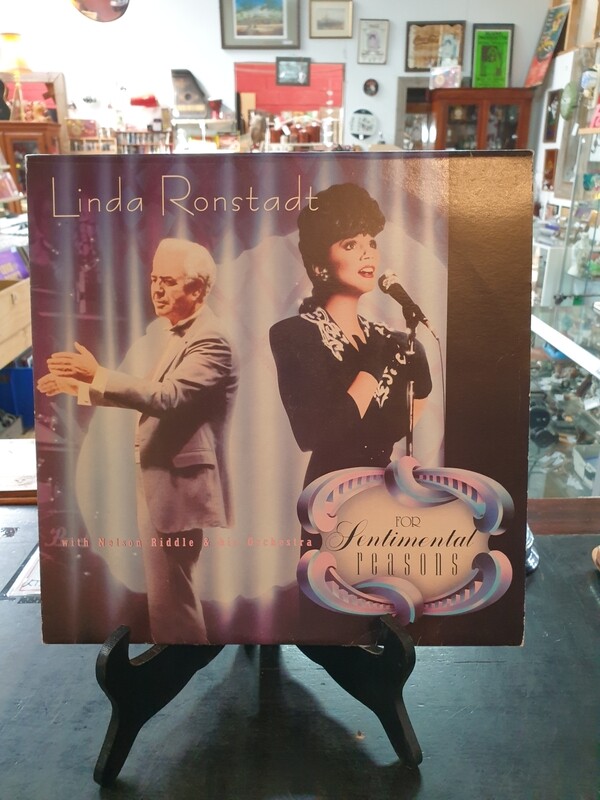 Linda Ronstadt
with Nelson Riddle & His Orchestra
FOR
Sentimental
reasons